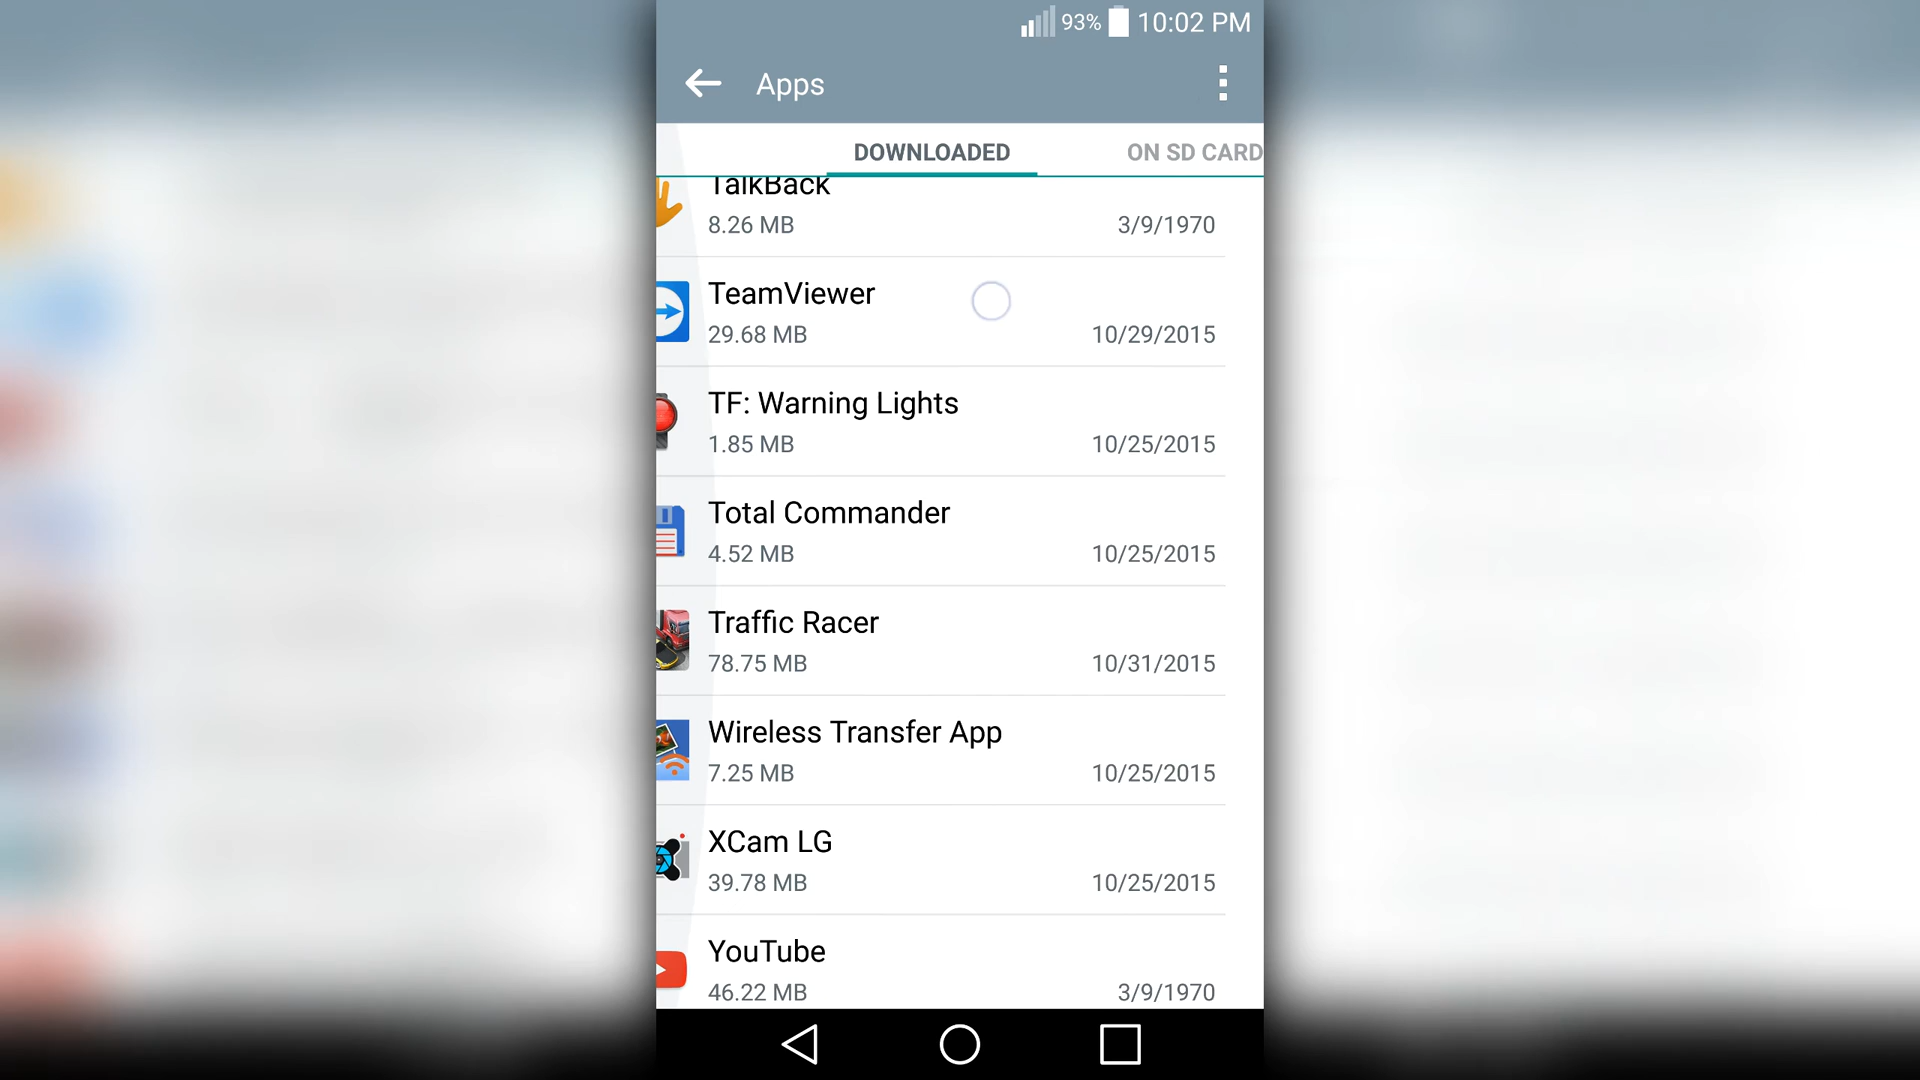 93% 10:02 PM
Apps
DOWNLOADED ON SD CARD
TalkBack
8.26 MB 3/9/1970
TeamViewer
29.68 MB 10/29/2015
TF: Warning Lights
1.85 MB 10/25/2015
Total Commander
4.52 MB 10/25/2015
Traffic Racer
78.75 MB 10/31/2015
Wireless Transfer App
7.25 MB 10/25/2015
XCam LG
39.78 MB 10/25/2015
YouTube
46.22 MB 3/9/1970